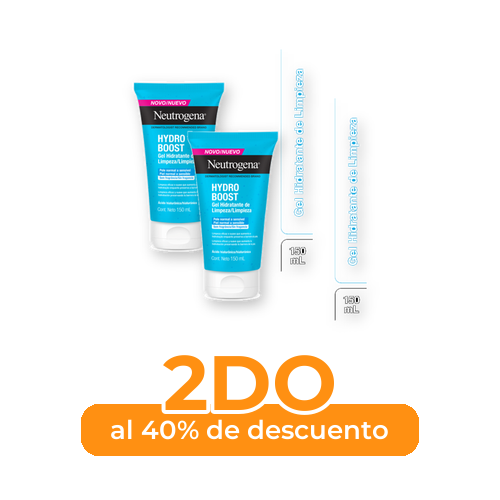 NOVO/NUEVO
Neutrogena®
HYDRO
BOOST
Gel Hidratante de
Limpeza/Limpieza
Cont. Neto 150 mL
NOVO/NUEVO
Neutrogena®
HYDRO
BOOST
Gel Hidratante de
Limpeza/Limpieza
Cont. Neto 150 mL
Gel Hidratante de Limpieza
150
mL
Gel Hidratante de Limpieza
150
mL
2DO
al 40% de descuento